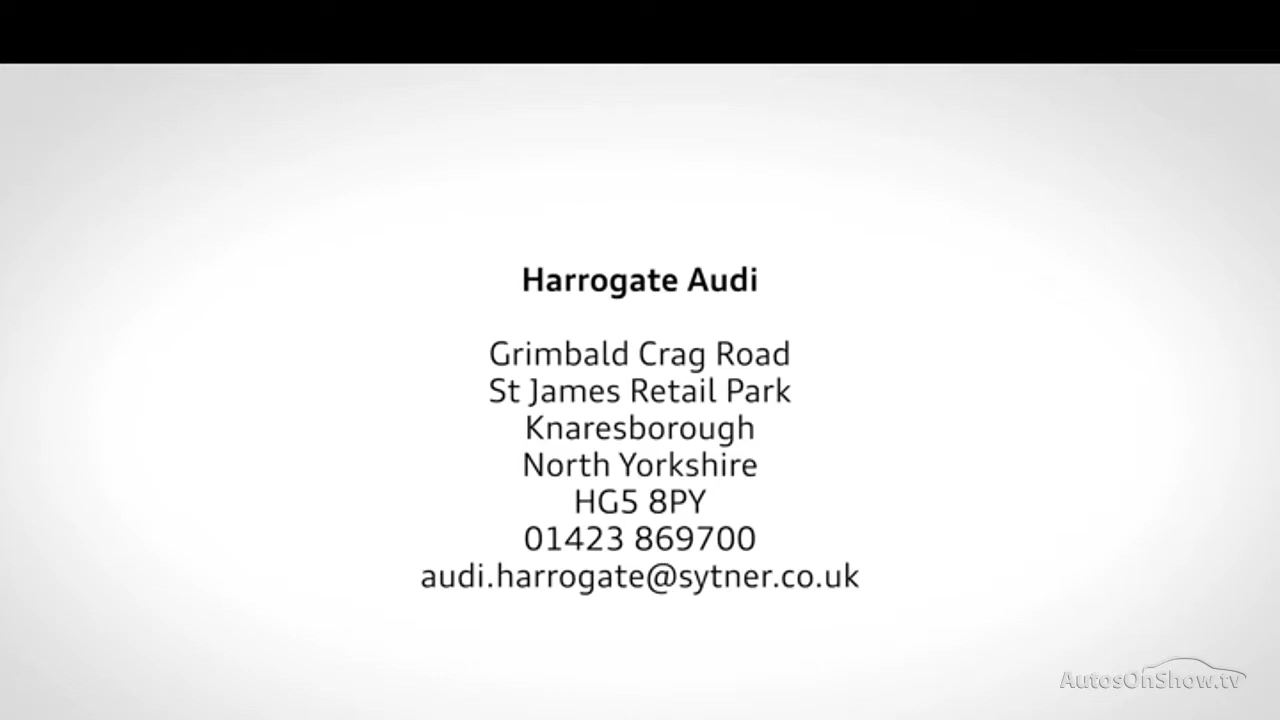 Harrogate Audi
Grimbald Crag Road
St James Retail Park
Knaresborough
North Yorkshire
HG5 8PY
01423 869700
audi.harrogate@sytner.co.uk
AutosOnShow.tv